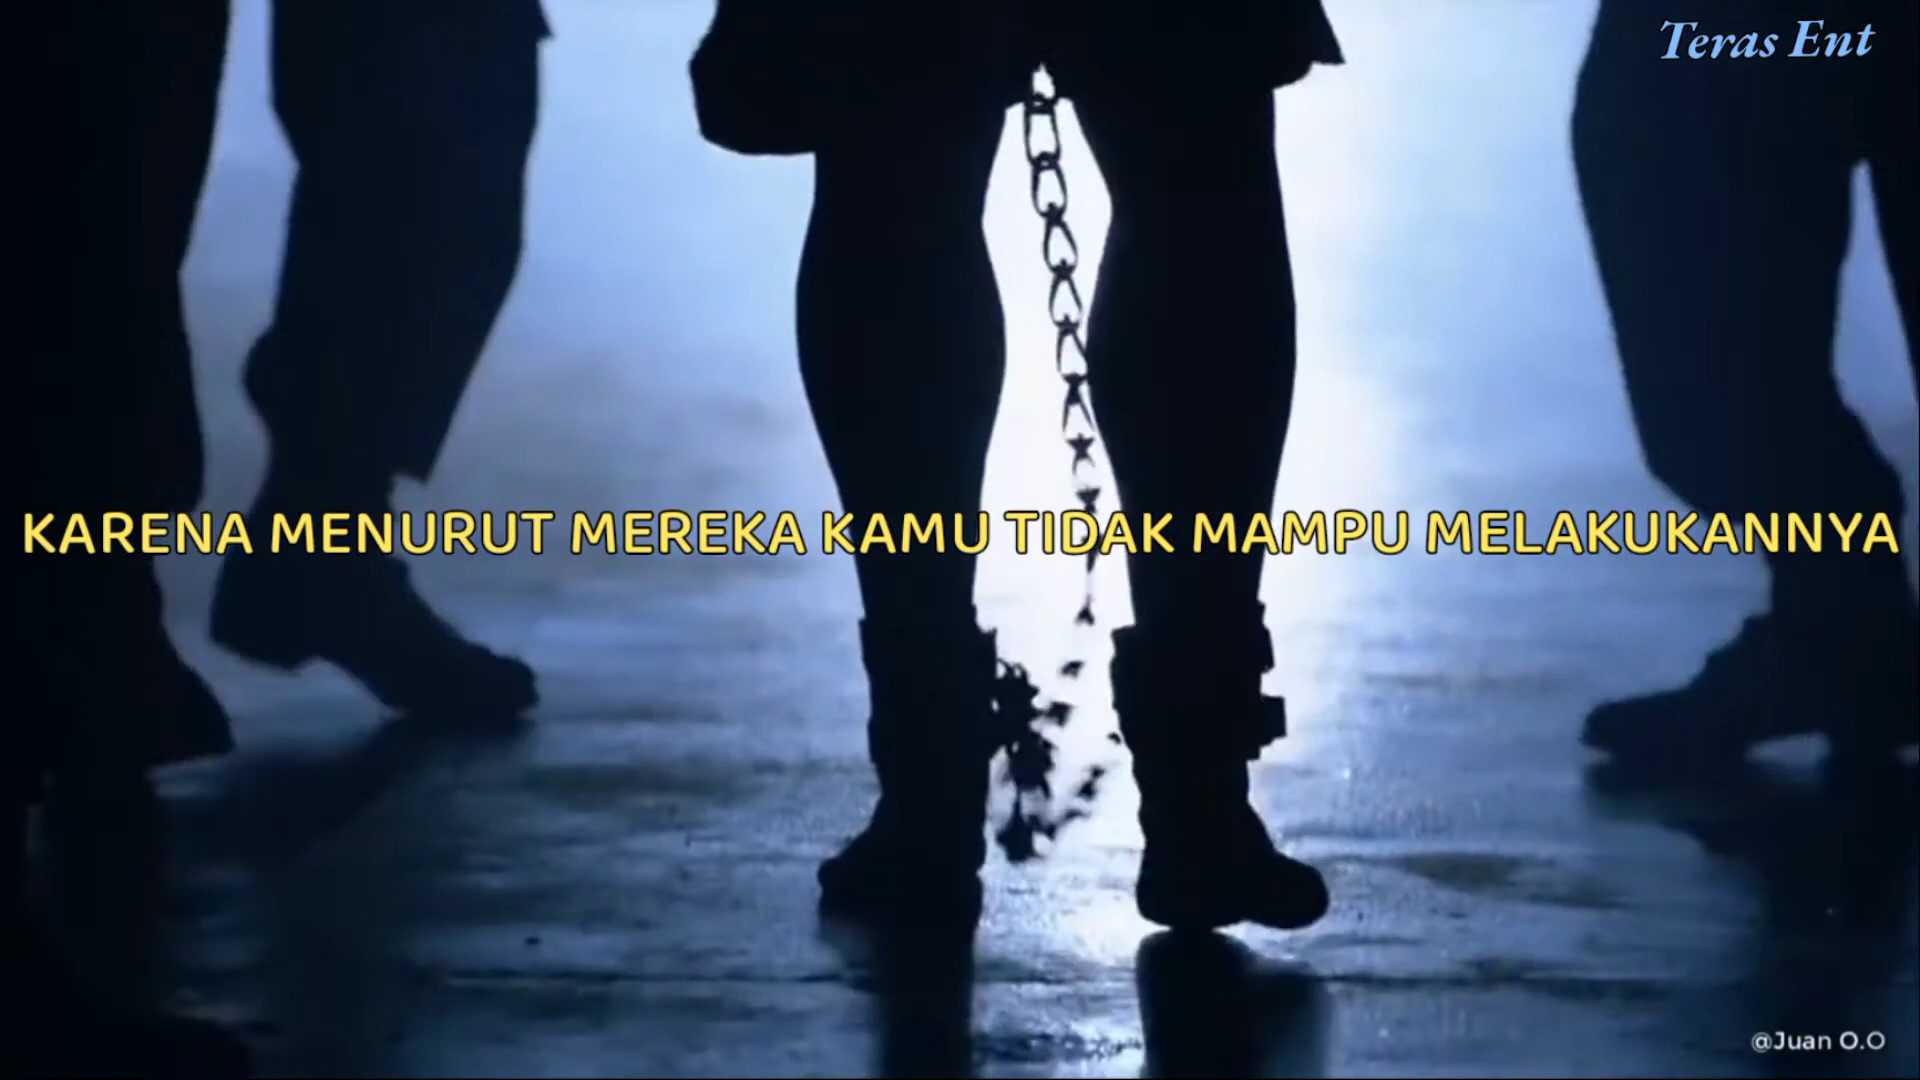 Teras Ent
KARENA MENURUT MEREKA KAMU TIDAK MAMPU MELAKUKANNYA
@Juan O.O